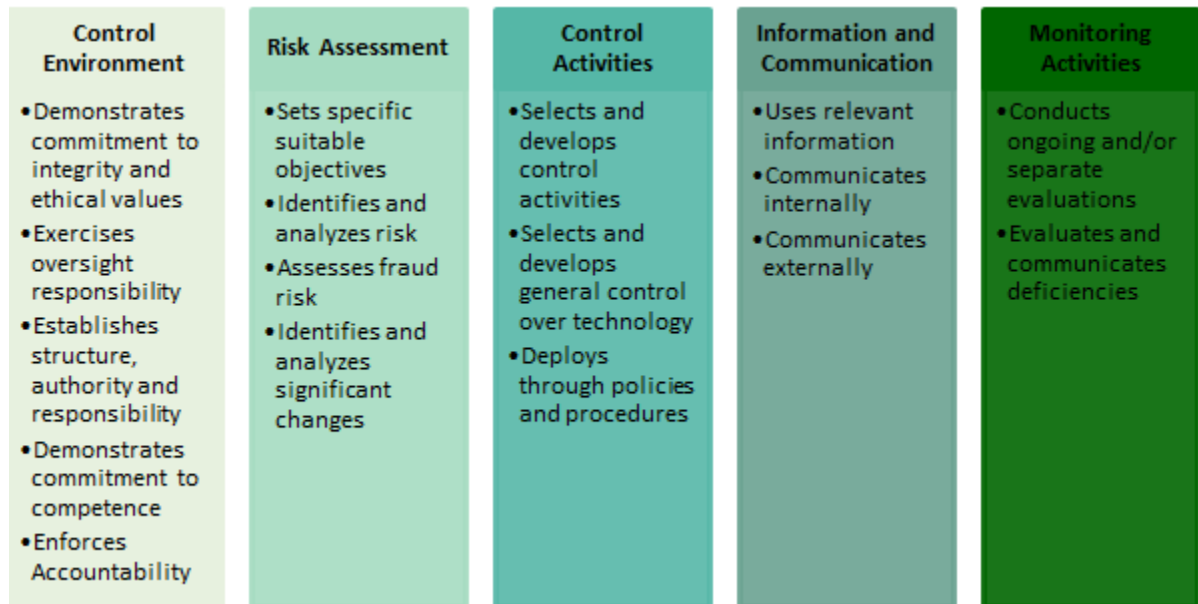 Control
Environment
•Demonstrates
commitment to
integrity and
ethical values
•Exercises
oversight
responsibility
•Establishes
structure,
authority and
responsibility
•Demonstrates
commitment to
competence
•Enforces
Accountability
Risk Assessment
•Sets specific
suitable
objectives
•Identifies and
analyzes risk
•Assesses fraud
risk
•Identifies and
analyzes
significant
changes
Control
Activities
•Selects and
develops
control
activities
•Selects and
develops
general control
over technology
•Deploys
through policies
and procedures
Information and
Communication
•Uses relevant
information
•Communicates
internally
•Communicates
externally
Monitoring
Activities
•Conducts
ongoing and/or
separate
evaluations
•Evaluates and
communicates
deficiencies